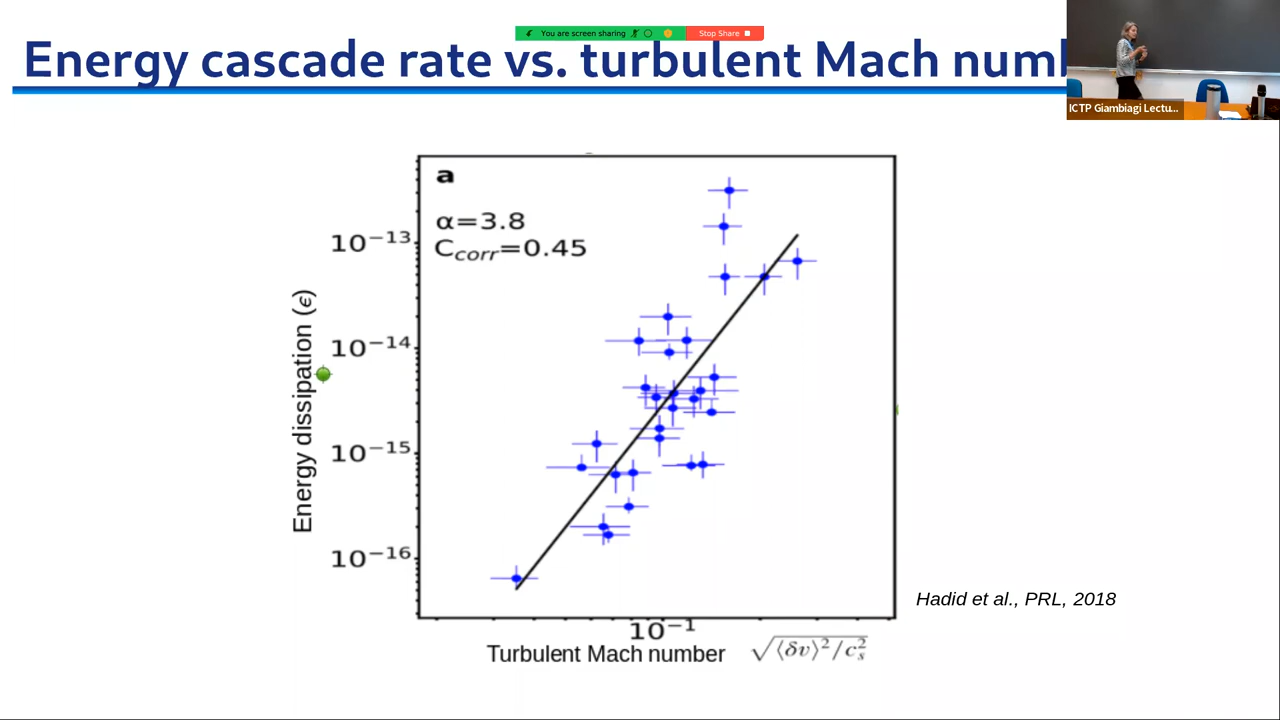 You are screen sharing
Stop Share
Energy cascade rate vs. turbulent Mach numb
ICTP Giambiagi Lectu...
a
α=3.8
C_corr=0.45
10⁻¹³
10⁻¹⁴
10⁻¹⁵
10⁻¹⁶
Energy dissipation (ϵ)
Hadid et al., PRL, 2018
10⁻¹
Turbulent Mach number √⟨δv⟩²/c_s²